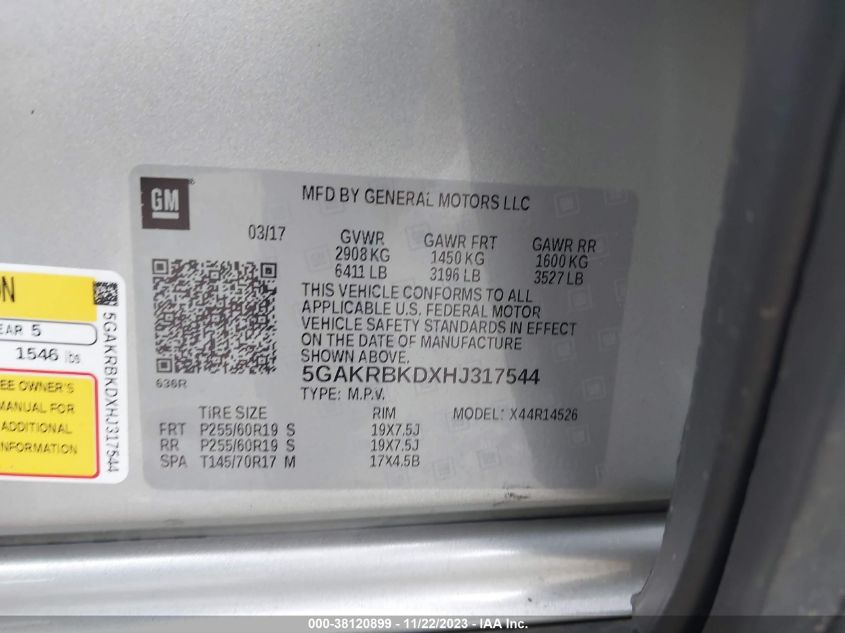 GM
MFD BY GENERAL MOTORS LLC
03/17
GVWR GAWR FRT GAWR RR
2908 KG 1450 KG 1600 KG
6411 LB 3196 LB 3527 LB
THIS VEHICLE CONFORMS TO ALL
APPLICABLE U.S. FEDERAL MOTOR
VEHICLE SAFETY STANDARDS IN EFFECT
ON THE DATE OF MANUFACTURE
SHOWN ABOVE.
636R
5GAKRBKDXHJ317544
TYPE: M.P.V.
TIRE SIZE RIM MODEL: X44R14526
FRT P255/60R19 S 19X7.5J
RR P255/60R19 S 19X7.5J
SPA T145/70R17 M 17X4.5B
EAR 5
1546 lbs
EE OWNER'S
MANUAL FOR
ADDITIONAL
INFORMATION
5GAKRBKDXHJ317544
000-38120899 - 11/22/2023 - IAAI Inc.